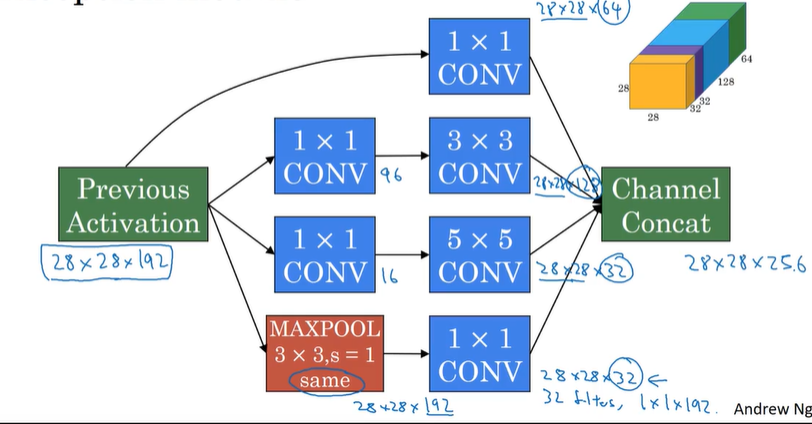 28×28×64
1 × 1
CONV
64
128
32
32
28
28
1 × 1
CONV
96
3 × 3
CONV
28×28×128
Previous
Activation
28×28×192
Channel
Concat
28×28×256
1 × 1
CONV
16
5 × 5
CONV
28×28×32
MAXPOOL
3 × 3,s = 1
same
28×28×192
1 × 1
CONV
28×28×32 ←
32 filters, 1×1×192.
Andrew Ng